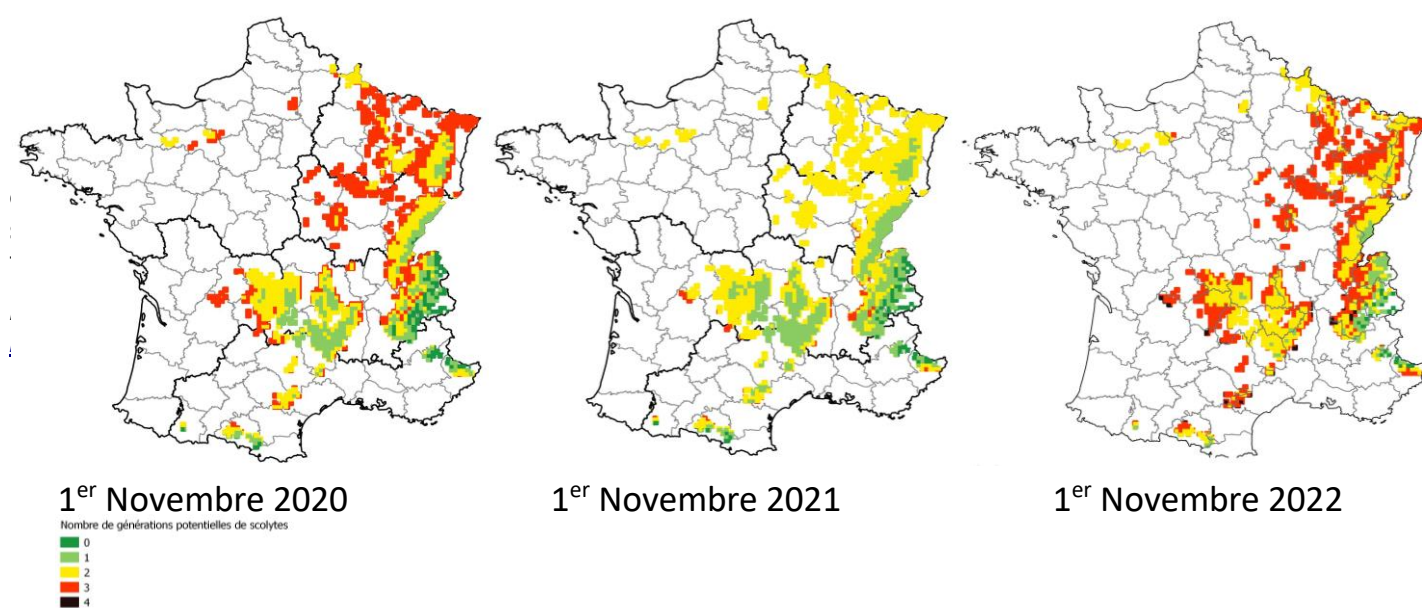 1er Novembre 2020
1er Novembre 2021
1er Novembre 2022
Nombre de générations potentielles de scolytes
0
1
2
3
4